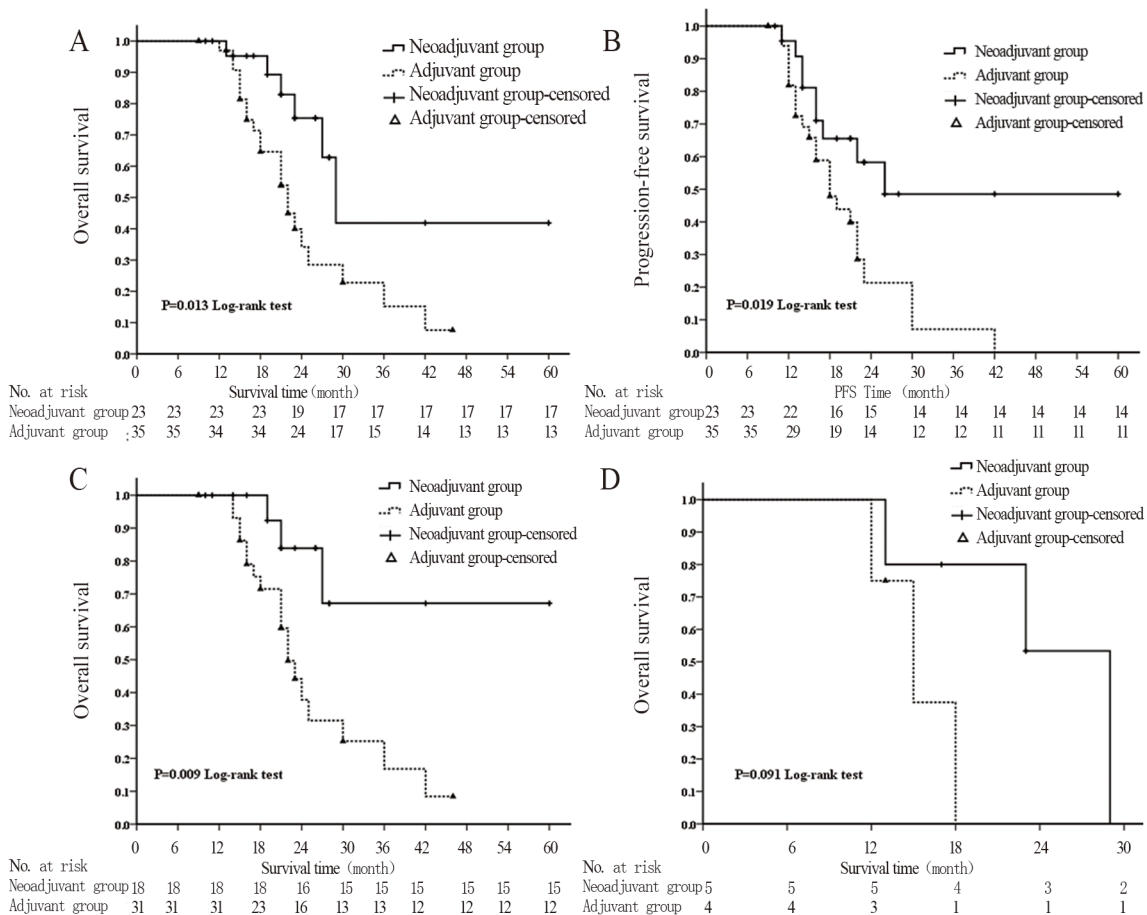 A
Neoadjuvant group
Adjuvant group
Neoadjuvant group-censored
Adjuvant group-censored
Overall survival
1.0
0.9
0.8
0.7
0.6
0.5
0.4
0.3
0.2
0.1
0.0
P=0.013 Log-rank test
0 6 12 18 24 30 36 42 48 54 60
No. at risk Survival time (month)
Neoadjuvant group 23 23 23 23 19 17 17 17 17 17 17
Adjuvant group : 35 35 34 34 24 17 15 14 13 13 13
B
Neoadjuvant group
Adjuvant group
Neoadjuvant group-censored
Adjuvant group-censored
Progression-free survival
1.0
0.9
0.8
0.7
0.6
0.5
0.4
0.3
0.2
0.1
0.0
P=0.019 Log-rank test
0 6 12 18 24 30 36 42 48 54 60
No. at risk PFS Time (month)
Neoadjuvant group 23 23 22 16 15 14 14 14 14 14 14
Adjuvant group 35 35 29 19 14 12 12 11 11 11 11
C
Neoadjuvant group
Adjuvant group
Neoadjuvant group-censored
Adjuvant group-censored
Overall survival
1.0
0.9
0.8
0.7
0.6
0.5
0.4
0.3
0.2
0.1
0.0
P=0.009 Log-rank test
0 6 12 18 24 30 36 42 48 54 60
No. at risk Survival time (month)
Neoadjuvant group 18 18 18 18 16 15 15 15 15 15 15
Adjuvant group 31 31 31 23 16 13 13 12 12 12 12
D
Neoadjuvant group
Adjuvant group
Neoadjuvant group-censored
Adjuvant group-censored
Overall survival
1.0
0.9
0.8
0.7
0.6
0.5
0.4
0.3
0.2
0.1
0.0
P=0.091 Log-rank test
0 6 12 18 24 30
No. at risk Survival time (month)
Neoadjuvant group 5 5 5 4 3 2
Adjuvant group 4 4 3 1 1 1